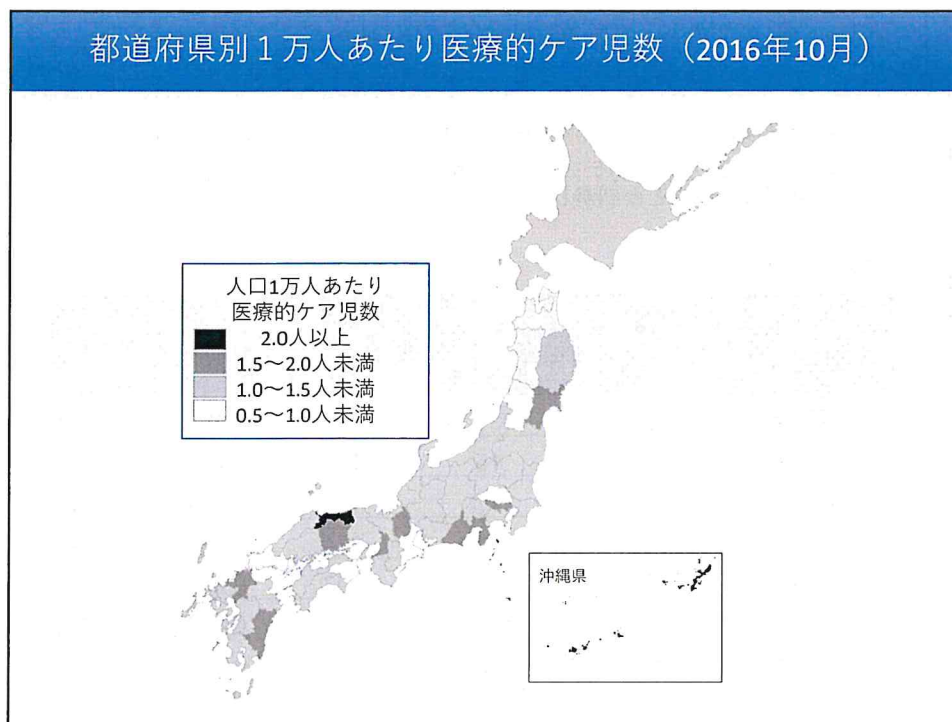 都道府県別１万人あたり医療的ケア児数（2016年10月）
人口1万人あたり
医療的ケア児数
2.0人以上
1.5～2.0人未満
1.0～1.5人未満
0.5～1.0人未満
沖縄県